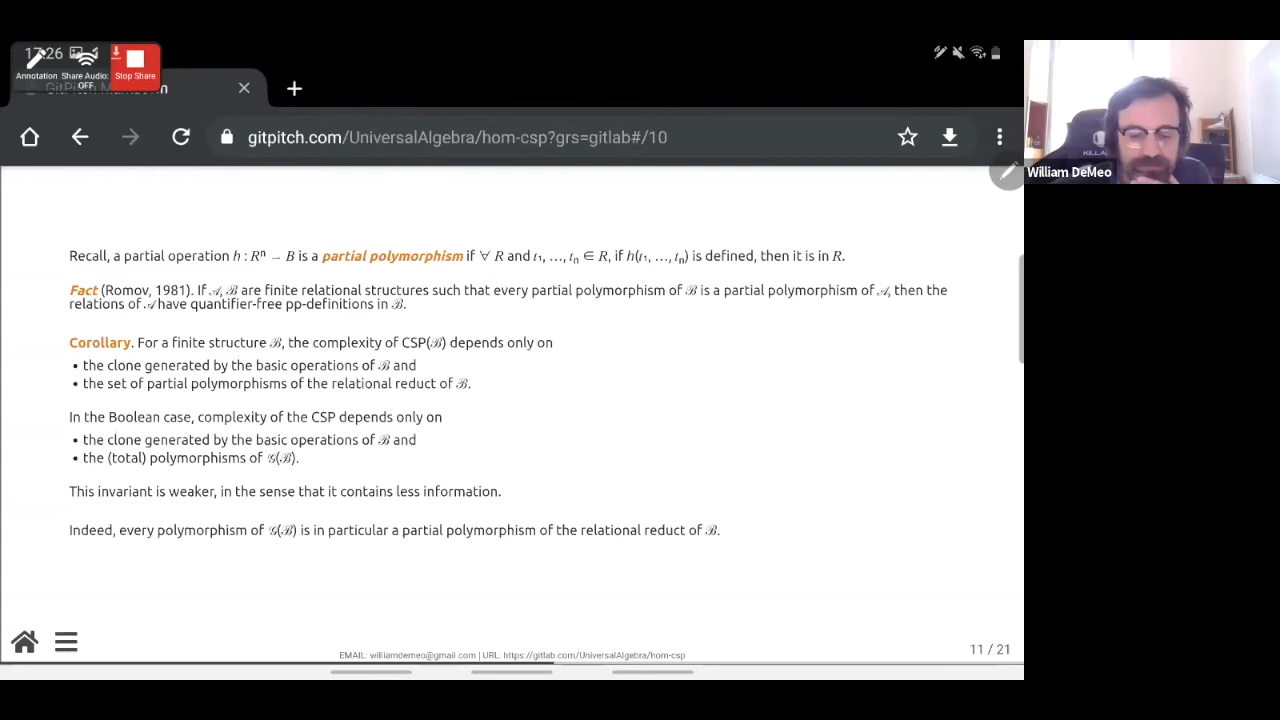 17:26
Annotation Share Audio: OFF Stop Share
gitpitch.com/UniversalAlgebra/hom-csp?grs=gitlab#/10
William DeMeo
Recall, a partial operation h : Rⁿ → B is a partial polymorphism if ∀ R and t₁, …, tₙ ∈ R, if h(t₁, …, tₙ) is defined, then it is in R.
Fact (Romov, 1981). If 𝒜, ℬ are finite relational structures such that every partial polymorphism of ℬ is a partial polymorphism of 𝒜, then the
relations of 𝒜 have quantifier-free pp-definitions in ℬ.
Corollary. For a finite structure ℬ, the complexity of CSP(ℬ) depends only on
• the clone generated by the basic operations of ℬ and
• the set of partial polymorphisms of the relational reduct of ℬ.
In the Boolean case, complexity of the CSP depends only on
• the clone generated by the basic operations of ℬ and
• the (total) polymorphisms of 𝒢(ℬ).
This invariant is weaker, in the sense that it contains less information.
Indeed, every polymorphism of 𝒢(ℬ) is in particular a partial polymorphism of the relational reduct of ℬ.
EMAIL: williamdemeo@gmail.com | URL: https://gitlab.com/UniversalAlgebra/hom-csp
11 / 21